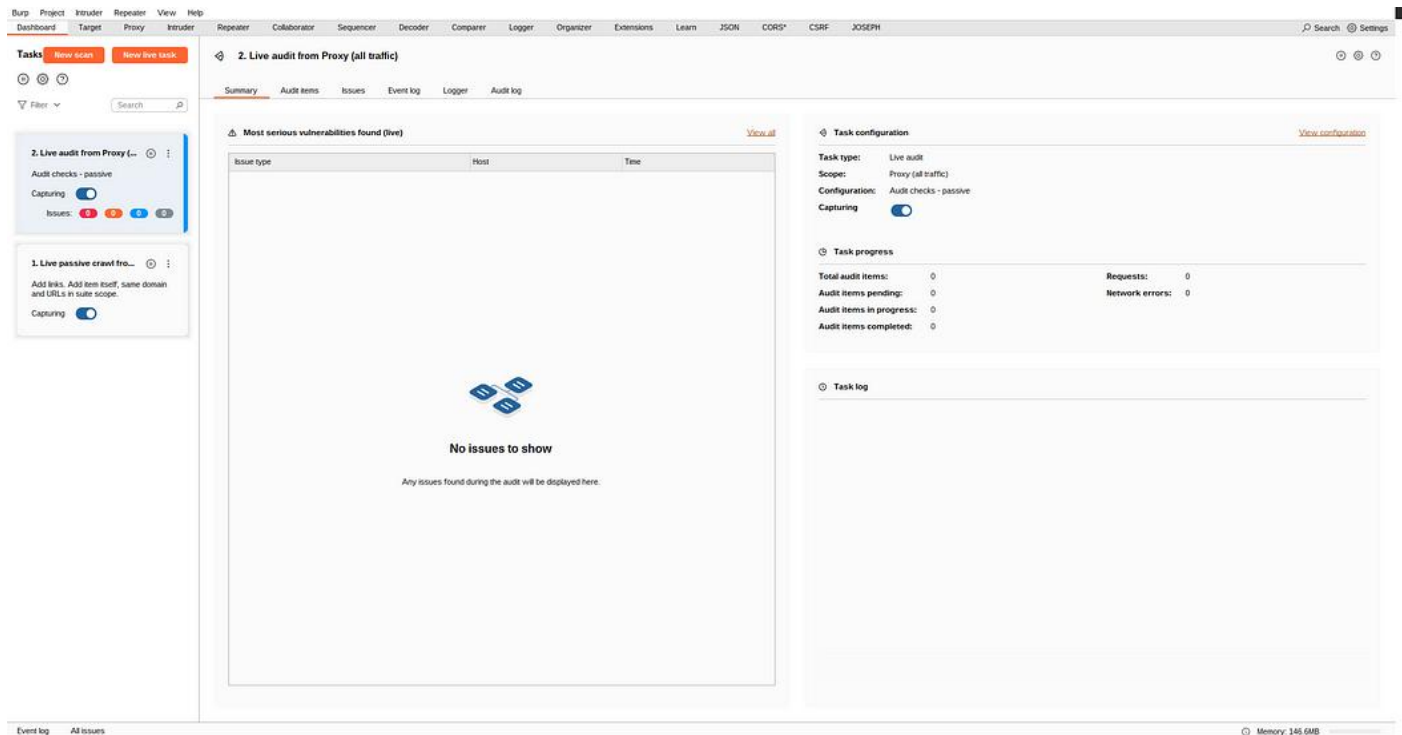 Burp Project Intruder Repeater View Help
Dashboard Target Proxy Intruder Repeater Collaborator Sequencer Decoder Comparer Logger Organizer Extensions Learn JSON CORS* CSRF JOSEPH Search Settings
Tasks New scan New live task
Filter Search
2. Live audit from Proxy (...
Audit checks - passive
Capturing
Issues: 0 0 0 0
1. Live passive crawl fro...
Add links. Add item itself, same domain
and URLs in suite scope.
Capturing
2. Live audit from Proxy (all traffic)
Summary Audit items Issues Event log Logger Audit log
Most serious vulnerabilities found (live) View all
Issue type Host Time
No issues to show
Any issues found during the audit will be displayed here.
Task configuration View configuration
Task type: Live audit
Scope: Proxy (all traffic)
Configuration: Audit checks - passive
Capturing
Task progress
Total audit items: 0 Requests: 0
Audit items pending: 0 Network errors: 0
Audit items in progress: 0
Audit items completed: 0
Task log
Event log All issues Memory: 146.6MB